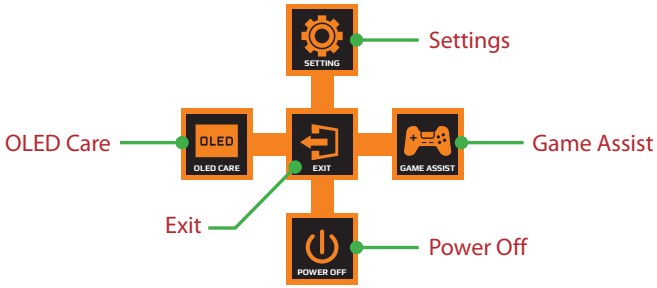 SETTING
Settings
OLED Care
OLED
OLED CARE
EXIT
GAME ASSIST
Game Assist
Exit
POWER OFF
Power Off